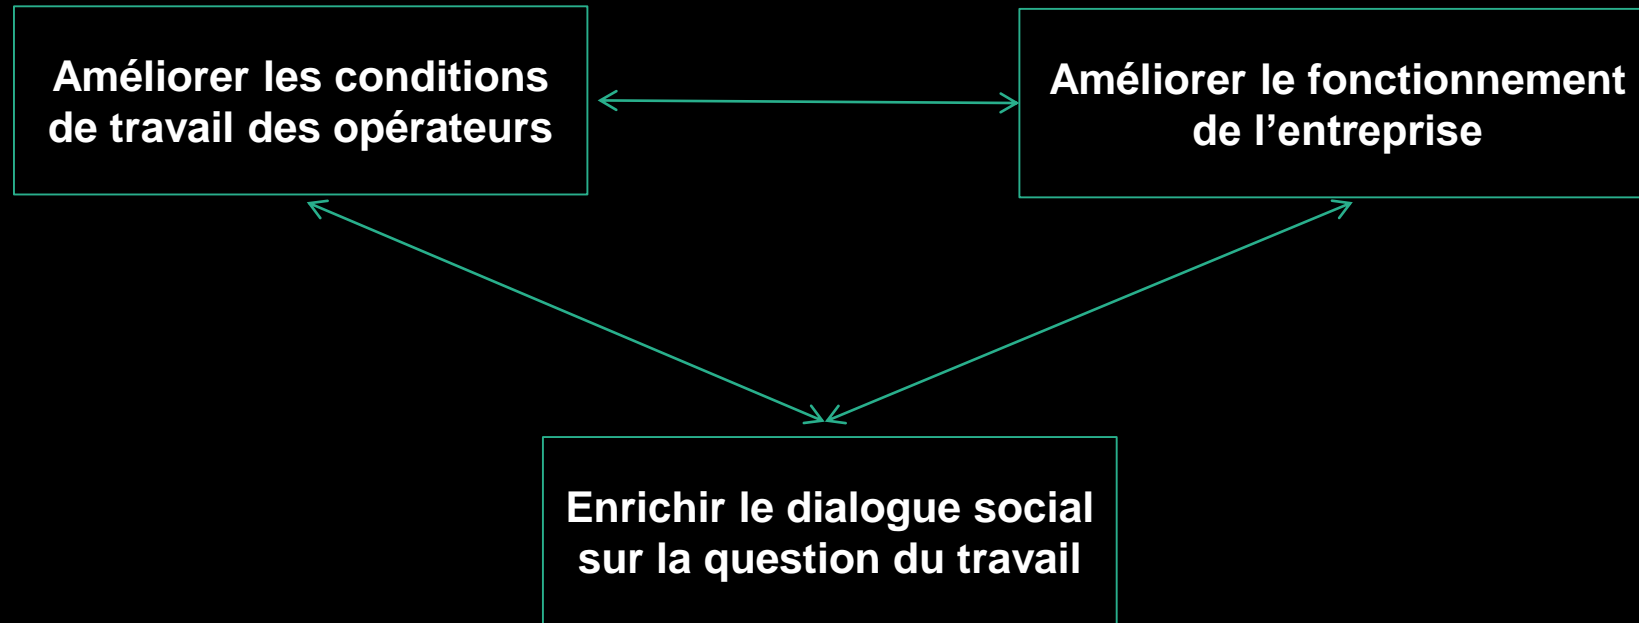 Améliorer les conditions
de travail des opérateurs
Améliorer le fonctionnement
de l’entreprise
Enrichir le dialogue social
sur la question du travail